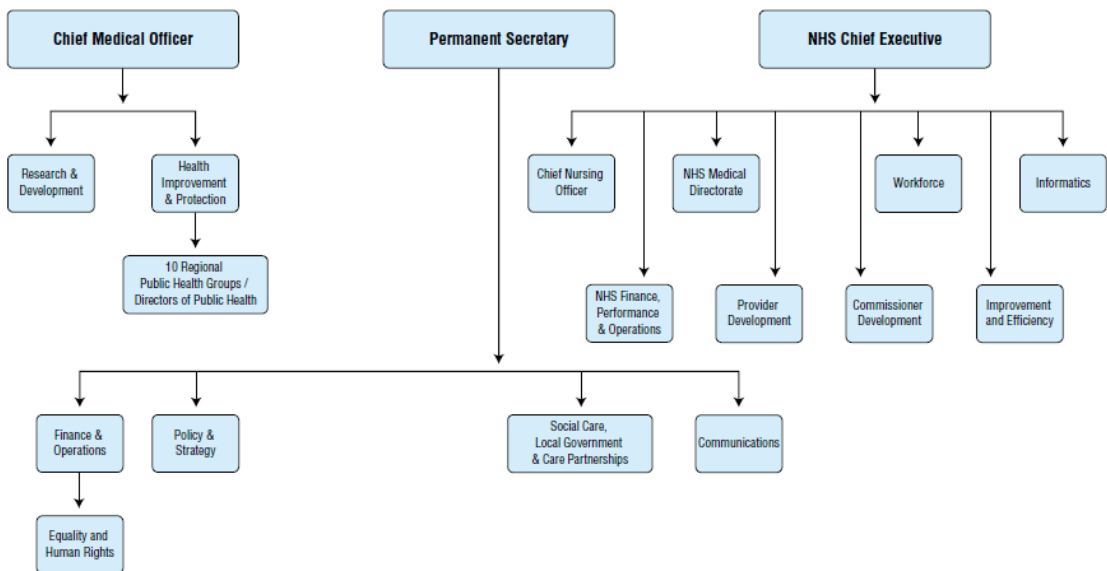 Chief Medical Officer
Permanent Secretary
NHS Chief Executive
Research &
Development
Health
Improvement
& Protection
10 Regional
Public Health Groups /
Directors of Public Health
Chief Nursing
Officer
NHS Medical
Directorate
Workforce
Informatics
NHS Finance,
Performance
& Operations
Provider
Development
Commissioner
Development
Improvement
and Efficiency
Finance &
Operations
Policy &
Strategy
Social Care,
Local Government
& Care Partnerships
Communications
Equality and
Human Rights